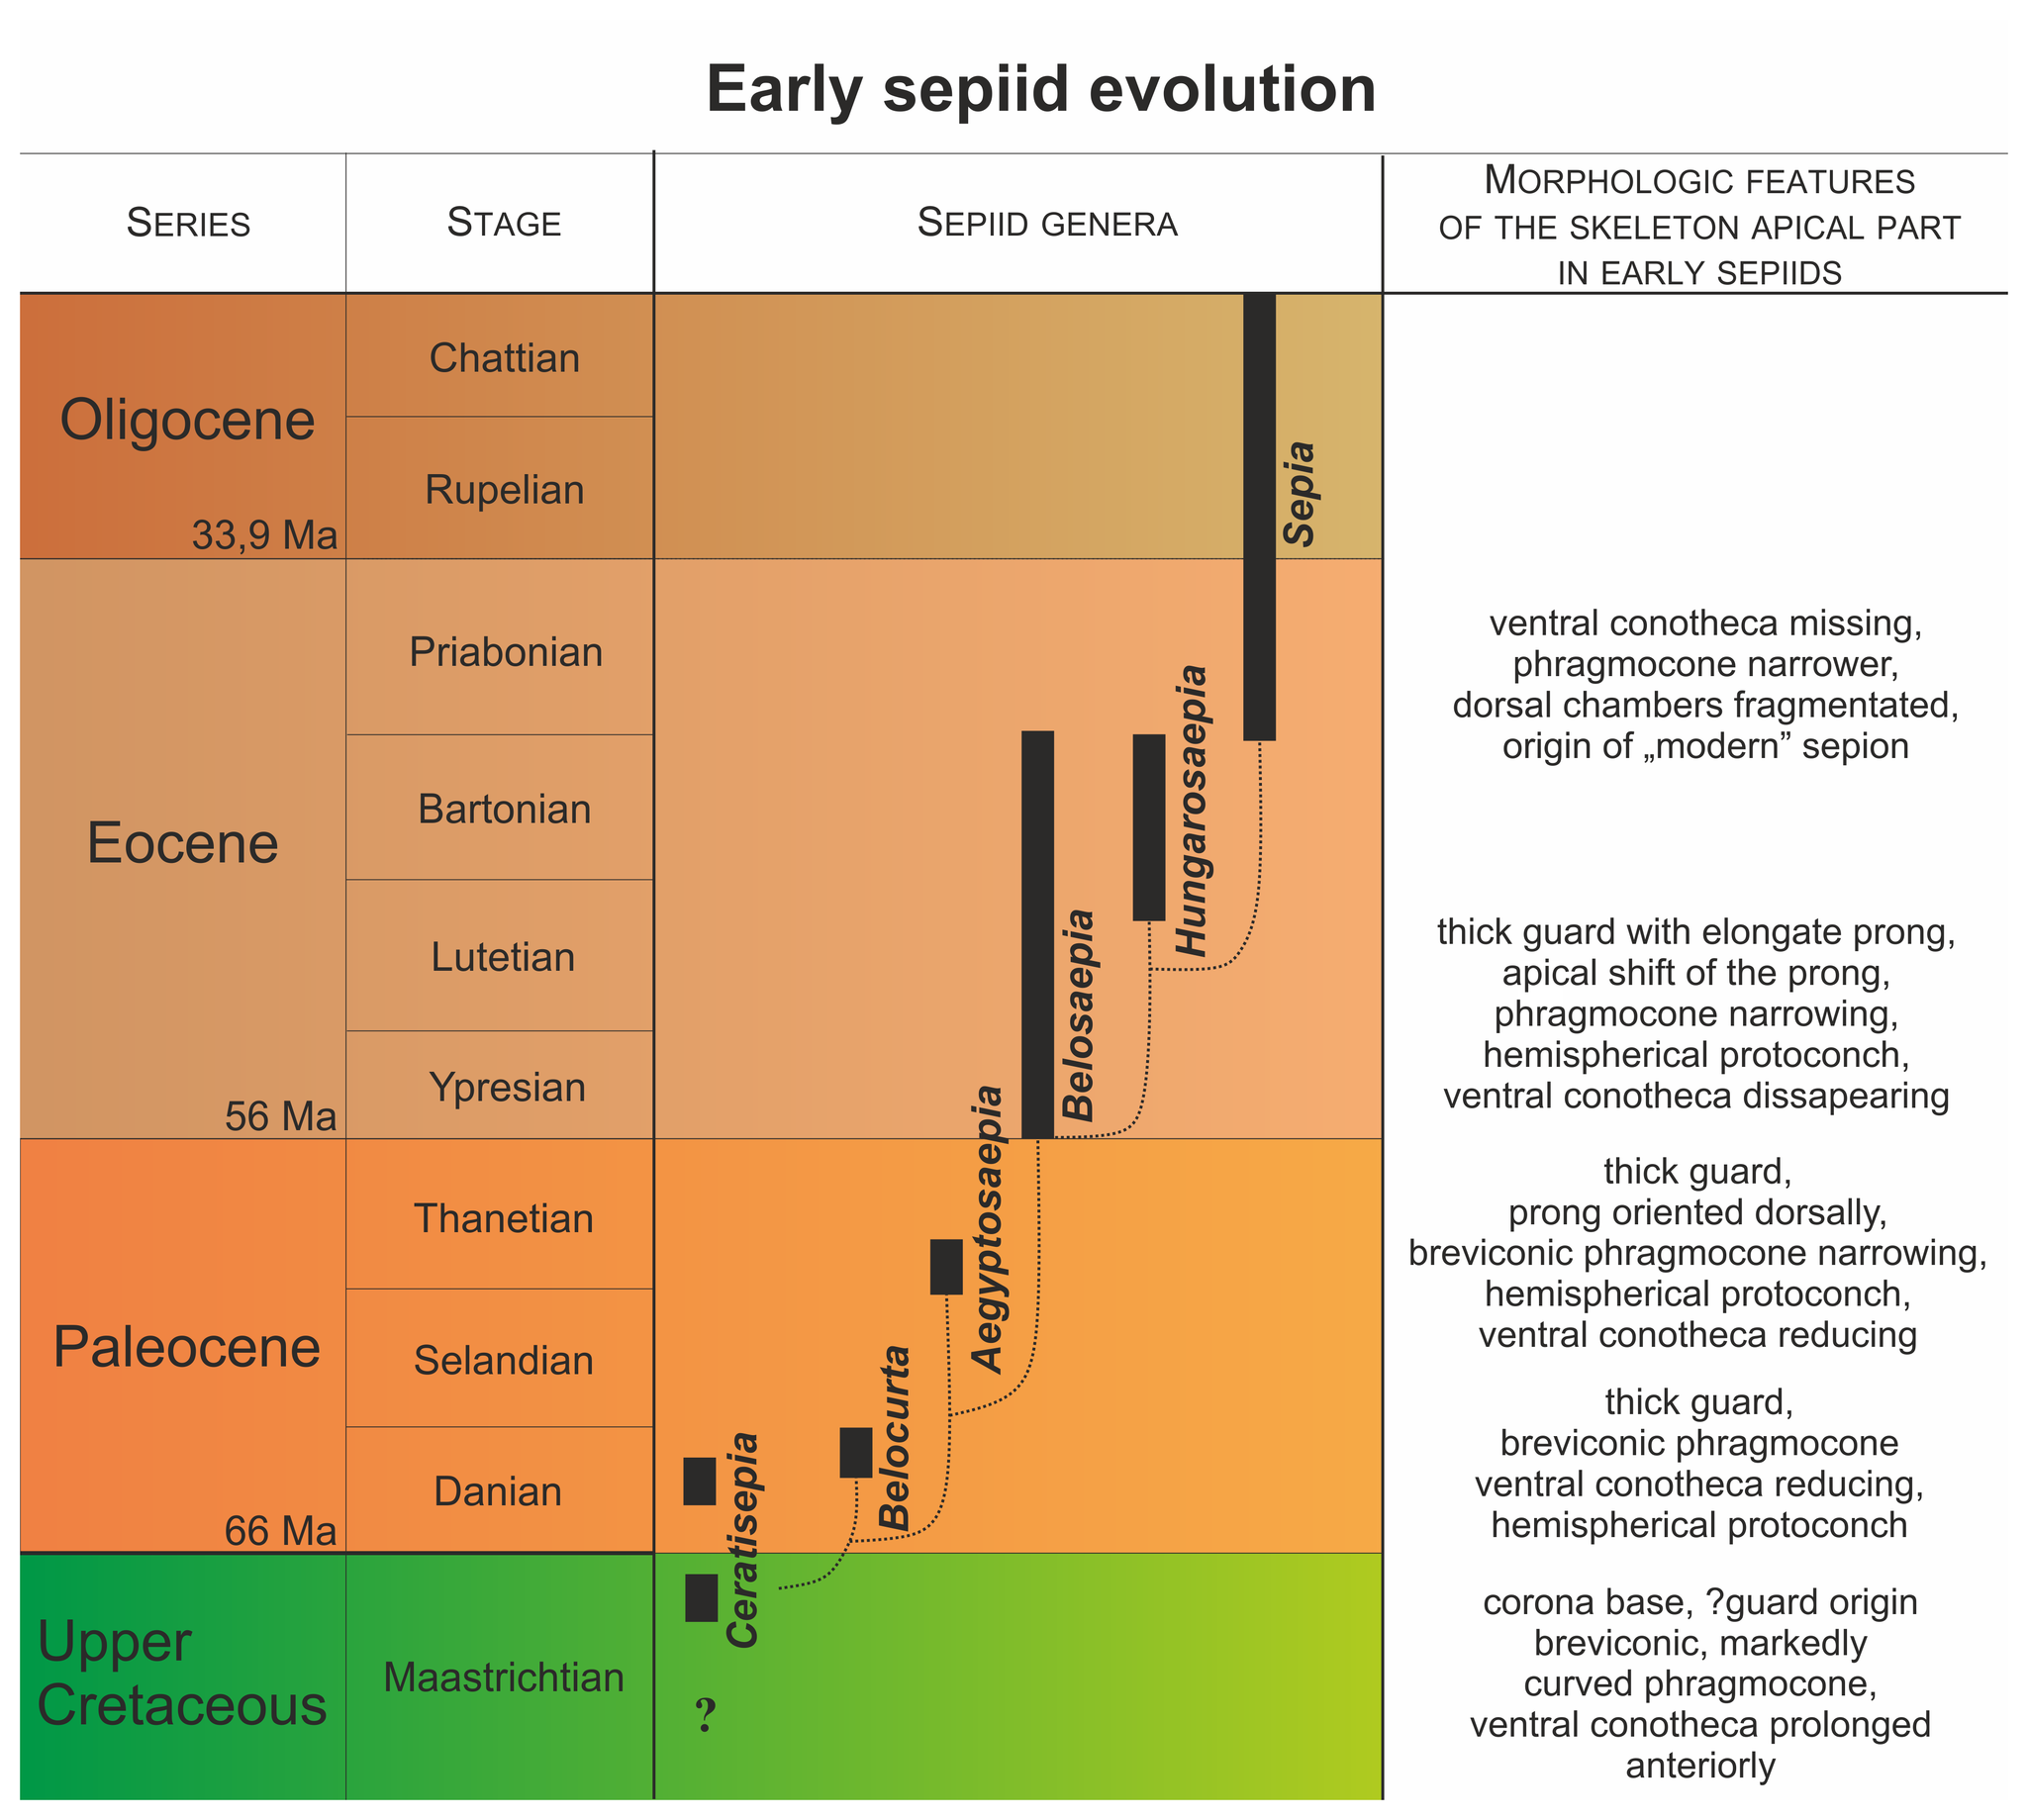 Early sepiid evolution
SERIES
STAGE
SEPIID GENERA
MORPHOLOGIC FEATURES
OF THE SKELETON APICAL PART
IN EARLY SEPIIDS
Oligocene
33,9 Ma
Chattian
Rupelian
Sepia
Eocene
56 Ma
Priabonian
Bartonian
Lutetian
Ypresian
Hungarosaepia
Belosaepia
ventral conotheca missing,
phragmocone narrower,
dorsal chambers fragmentated,
origin of „modern” sepion
thick guard with elongate prong,
apical shift of the prong,
phragmocone narrowing,
hemispherical protoconch,
ventral conotheca dissapearing
Paleocene
66 Ma
Thanetian
Selandian
Danian
Aegyptosaepia
Belocurta
Ceratisepia
thick guard,
prong oriented dorsally,
breviconic phragmocone narrowing,
hemispherical protoconch,
ventral conotheca reducing
thick guard,
breviconic phragmocone
ventral conotheca reducing,
hemispherical protoconch
Upper
Cretaceous
Maastrichtian
?
corona base, ?guard origin
breviconic, markedly
curved phragmocone,
ventral conotheca prolonged
anteriorly